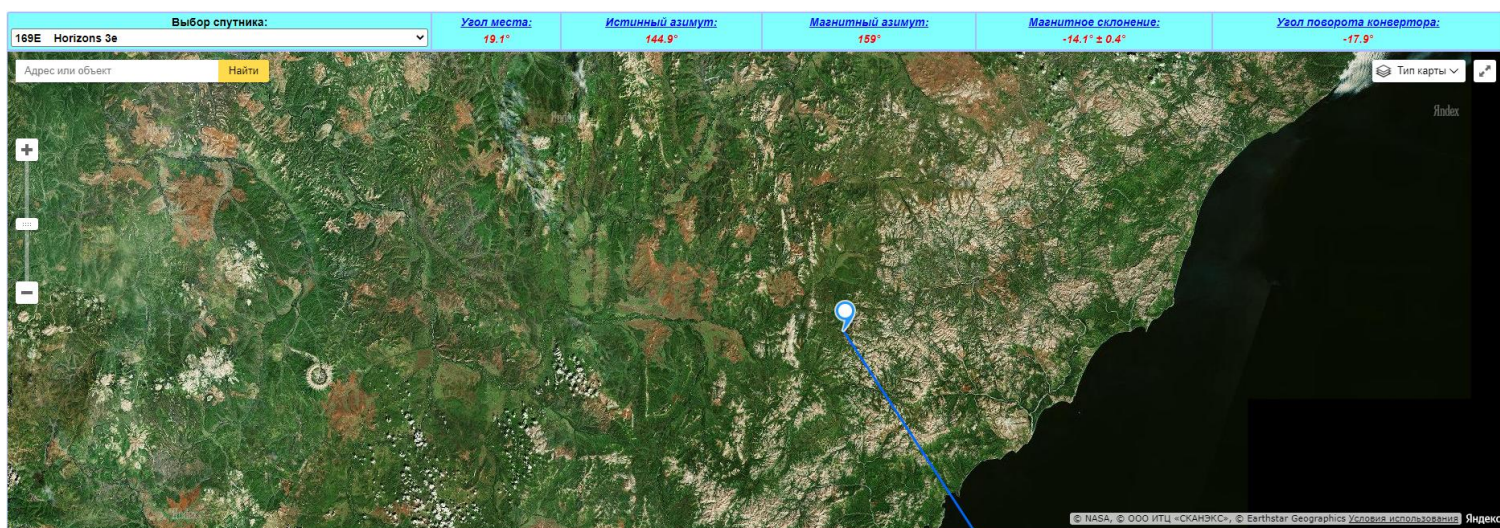 Выбор спутника:
169E Horizons 3e
Угол места:
19.1°
Истинный азимут:
144.9°
Магнитный азимут:
159°
Магнитное склонение:
-14.1° ± 0.4°
Угол поворота конвертора:
-17.9°
Адрес или объект
Найти
Тип карты
Яndex
Яndex
Яndex
© NASA, © ООО ИТЦ «СКАНЭКС», © Earthstar Geographics Условия использования Яндекс